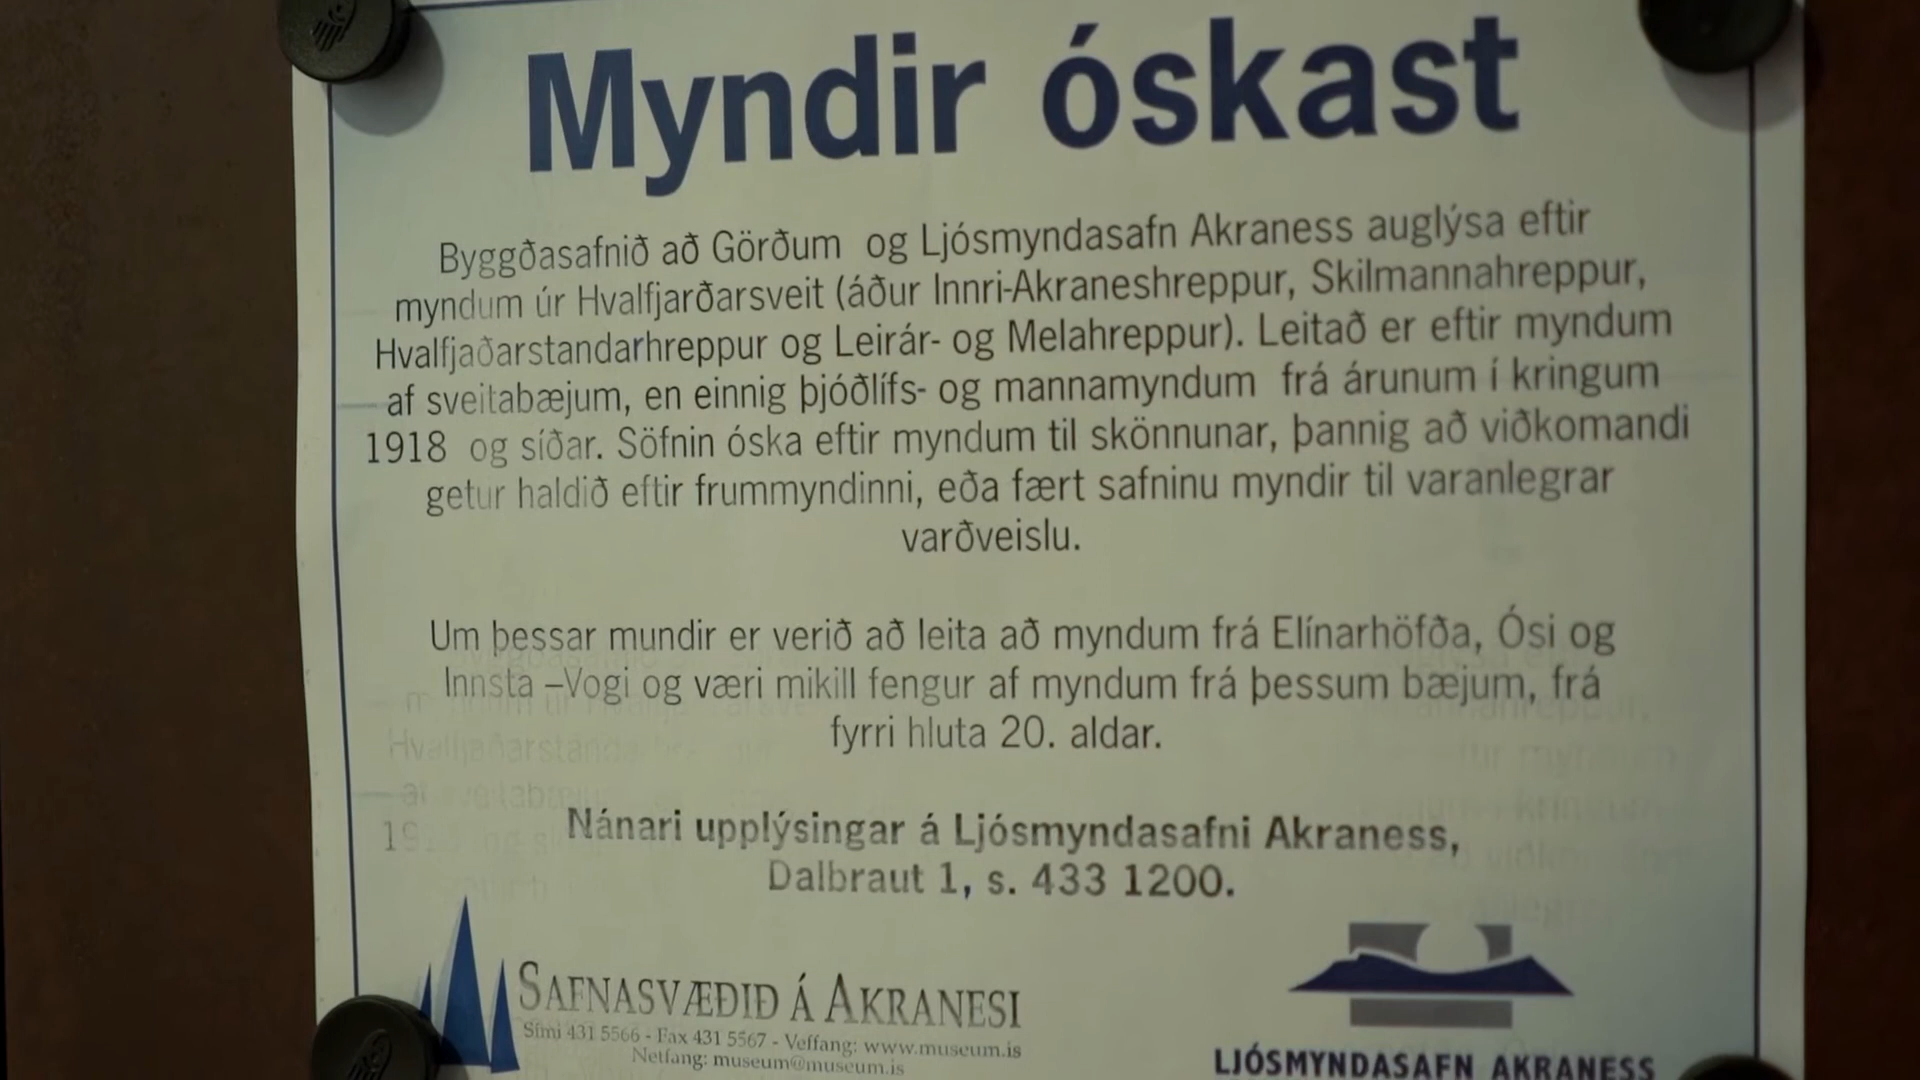 Myndir óskast
Byggðasafnið að Görðum og Ljósmyndasafn Akraness auglýsa eftir
myndum úr Hvalfjarðarsveit (áður Innri-Akraneshreppur, Skilmannahreppur,
Hvalfjaðarstandarhreppur og Leirár- og Melahreppur). Leitað er eftir myndum
af sveitabæjum, en einnig þjóðlífs- og mannamyndum frá árunum í kringum
1918 og síðar. Söfnin óska eftir myndum til skönnunar, þannig að viðkomandi
getur haldið eftir frummyndinni, eða fært safninu myndir til varanlegrar
varðveislu.
Um þessar mundir er verið að leita að myndum frá Elínarhöfða, Ósi og
Innsta –Vogi og væri mikill fengur af myndum frá þessum bæjum, frá
fyrri hluta 20. aldar.
Nánari upplýsingar á Ljósmyndasafni Akraness,
Dalbraut 1, s. 433 1200.
SAFNASVÆÐIÐ Á AKRANESI
Sími 431 5566 - Fax 431 5567 - Veffang: www.museum.is
Netfang: museum@museum.is
LJÓSMYNDASAFN AKRANESS